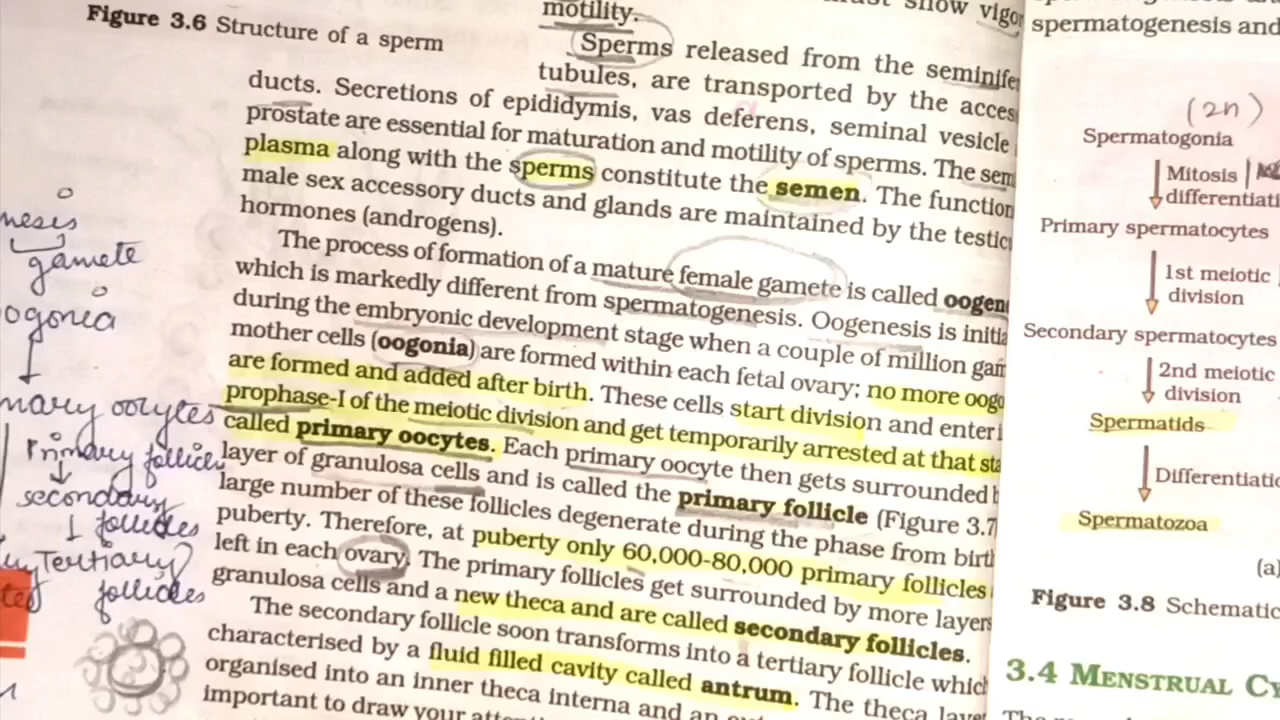 motility.
show
Figure 3.6 Structure of a sperm
Sperms released from the seminife
tubules, are transported by the acces
ducts. Secretions of epididymis, vas deferens, seminal vesicle
prostate are essential for maturation and motility of sperms. The sem
plasma along with the sperms constitute the semen. The function
male sex accessory ducts and glands are maintained by the testic
hormones (androgens).
The process of formation of a mature female gamete is called oogen
which is markedly different from spermatogenesis. Oogenesis is initia
during the embryonic development stage when a couple of million gam
mother cells (oogonia) are formed within each fetal ovary; no more oogo
are formed and added after birth. These cells start division and enter i
prophase-I of the meiotic division and get temporarily arrested at that sta
called primary oocytes. Each primary oocyte then gets surrounded b
layer of granulosa cells and is called the primary follicle (Figure 3.7
large number of these follicles degenerate during the phase from birth
puberty. Therefore, at puberty only 60,000-80,000 primary follicles
left in each ovary. The primary follicles get surrounded by more layers
granulosa cells and a new theca and are called secondary follicles.
The secondary follicle soon transforms into a tertiary follicle which
characterised by a fluid filled cavity called antrum. The theca layer
organised into an inner theca interna and an
important to draw your
nesis
gamete
ogonia
mary oocytes
Primary follicle
secondary
follicles
Tertiary
follicles
spermatogenesis and
(2n)
Spermatogonia
Mitosis
differentiati
Primary spermatocytes
1st meiotic
division
Secondary spermatocytes
2nd meiotic
division
Spermatids
Differentiatio
Spermatozoa
(a)
Figure 3.8 Schematic
3.4 MENSTRUAL CY